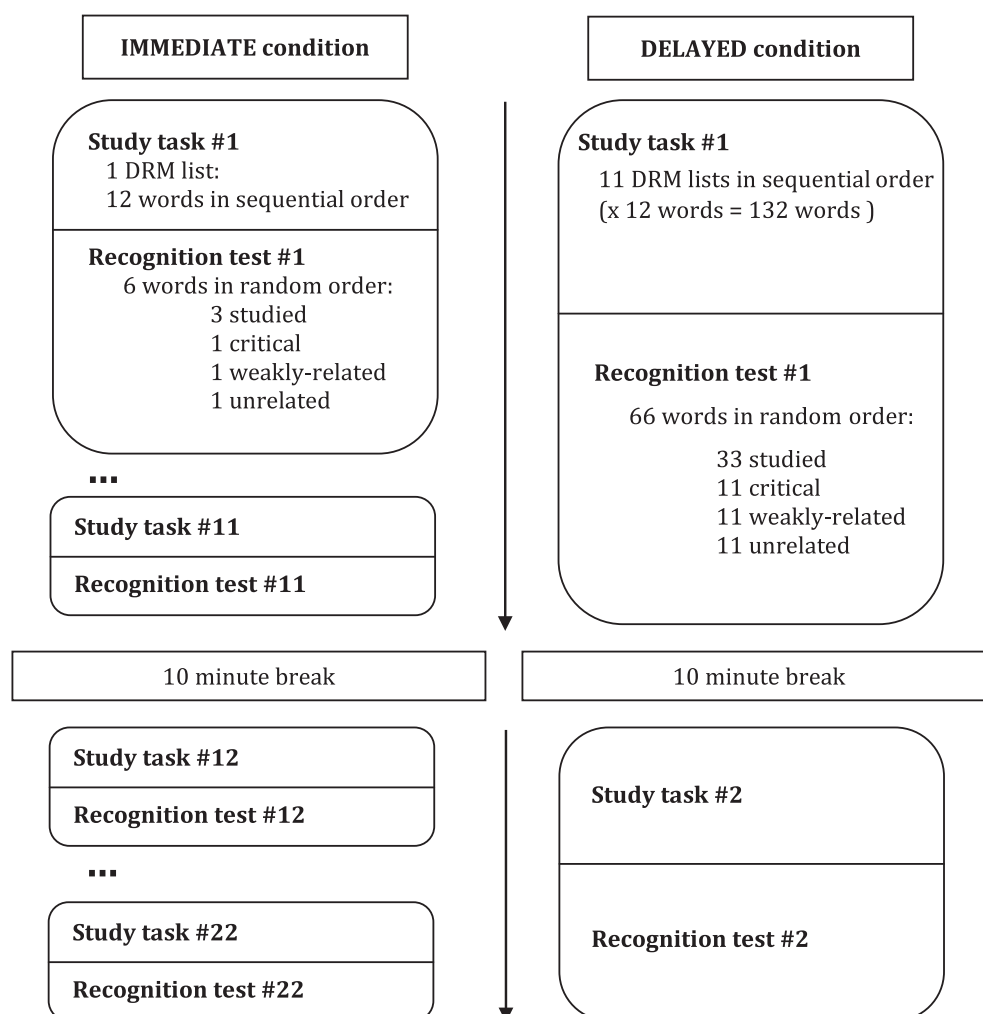 IMMEDIATE condition
Study task #1
1 DRM list:
12 words in sequential order
Recognition test #1
6 words in random order:
3 studied
1 critical
1 weakly-related
1 unrelated
...
Study task #11
Recognition test #11
10 minute break
Study task #12
Recognition test #12
...
Study task #22
Recognition test #22
DELAYED condition
Study task #1
11 DRM lists in sequential order
(x 12 words = 132 words )
Recognition test #1
66 words in random order:
33 studied
11 critical
11 weakly-related
11 unrelated
10 minute break
Study task #2
Recognition test #2